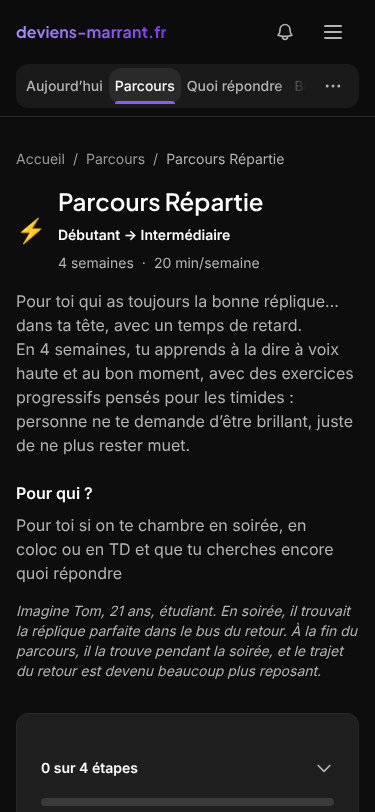 deviens-marrant.fr
Aujourd'hui Parcours Quoi répondre
Accueil / Parcours / Parcours Répartie
Parcours Répartie
Débutant → Intermédiaire
4 semaines · 20 min/semaine
Pour toi qui as toujours la bonne réplique…
dans ta tête, avec un temps de retard.
En 4 semaines, tu apprends à la dire à voix
haute et au bon moment, avec des exercices
progressifs pensés pour les timides :
personne ne te demande d'être brillant, juste
de ne plus rester muet.
Pour qui ?
Pour toi si on te chambre en soirée, en
coloc ou en TD et que tu cherches encore
quoi répondre
Imagine Tom, 21 ans, étudiant. En soirée, il trouvait
la réplique parfaite dans le bus du retour. À la fin du
parcours, il la trouve pendant la soirée, et le trajet
du retour est devenu beaucoup plus reposant.
0 sur 4 étapes